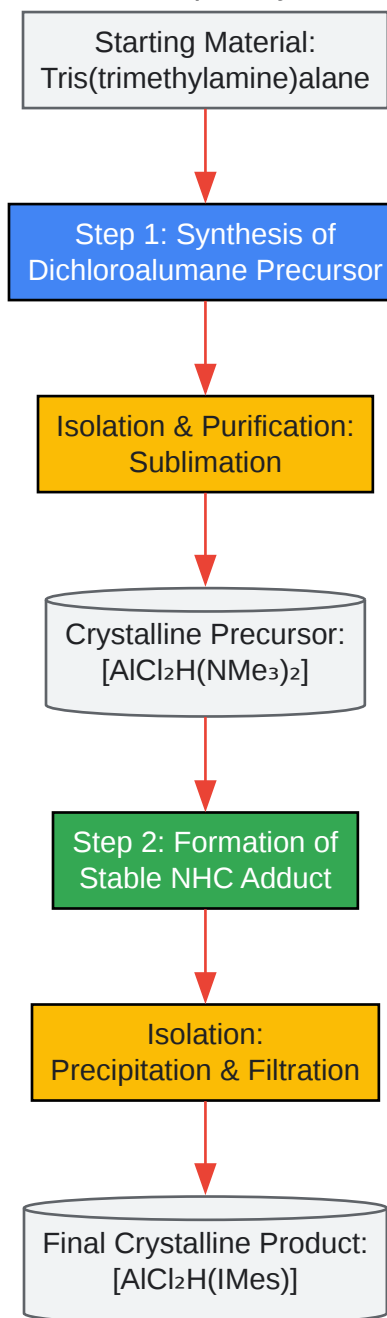 Starting Material:
Tris(trimethylamine)alane
Step 1: Synthesis of
Dichloroalumane Precursor
Isolation & Purification:
Sublimation
Crystalline Precursor:
[AlCl₂H(NMe₃)₂]
Step 2: Formation of
Stable NHC Adduct
Isolation:
Precipitation & Filtration
Final Crystalline Product:
[AlCl₂H(IMes)]